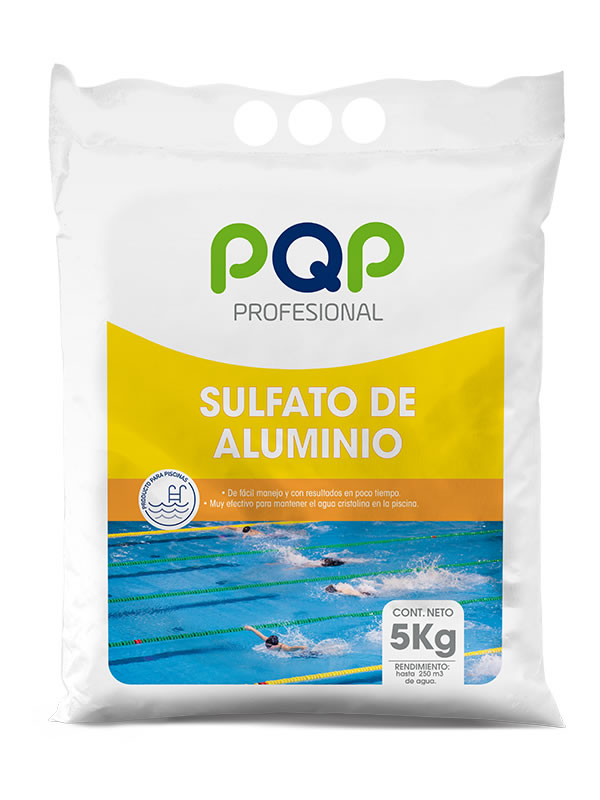 PQP
PROFESIONAL
SULFATO DE
ALUMINIO
PRODUCTO PARA PISCINAS
• De fácil manejo y con resultados en poco tiempo.
• Muy efectivo para mantener el agua cristalina en la piscina.
CONT. NETO
5Kg
RENDIMIENTO:
hasta 250 m3
de agua.